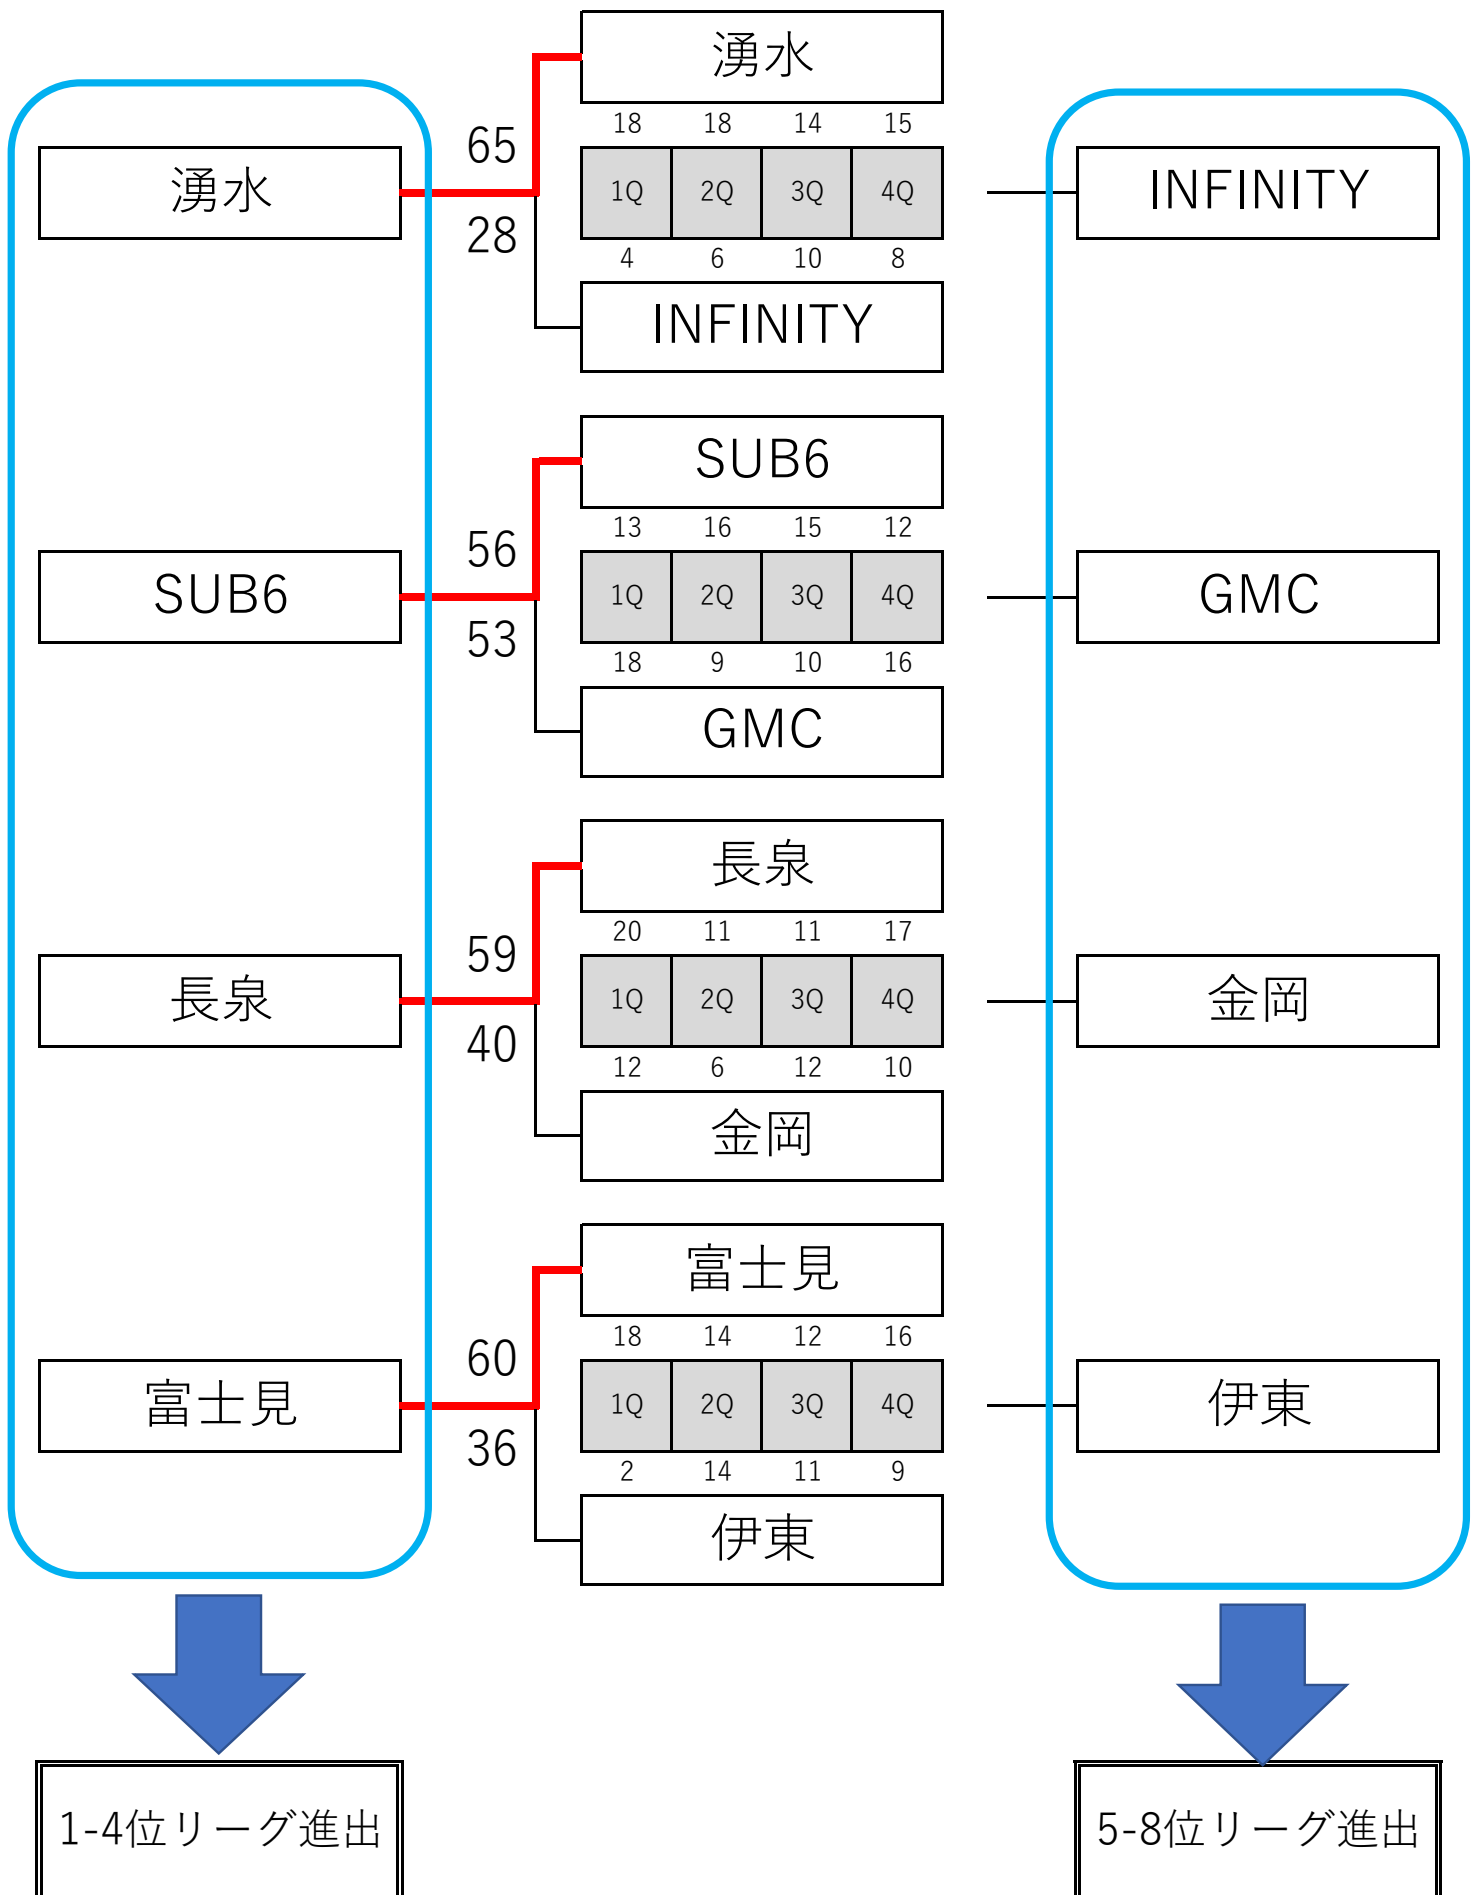 湧水
18 18 14 15
65
湧水
1Q 2Q 3Q 4Q
INFINITY
28
4 6 10 8
INFINITY
SUB6
13 16 15 12
56
SUB6
1Q 2Q 3Q 4Q
GMC
53
18 9 10 16
GMC
長泉
20 11 11 17
59
長泉
1Q 2Q 3Q 4Q
金岡
40
12 6 12 10
金岡
富士見
18 14 12 16
60
富士見
1Q 2Q 3Q 4Q
伊東
36
2 14 11 9
伊東
1-4位リーグ進出
5-8位リーグ進出